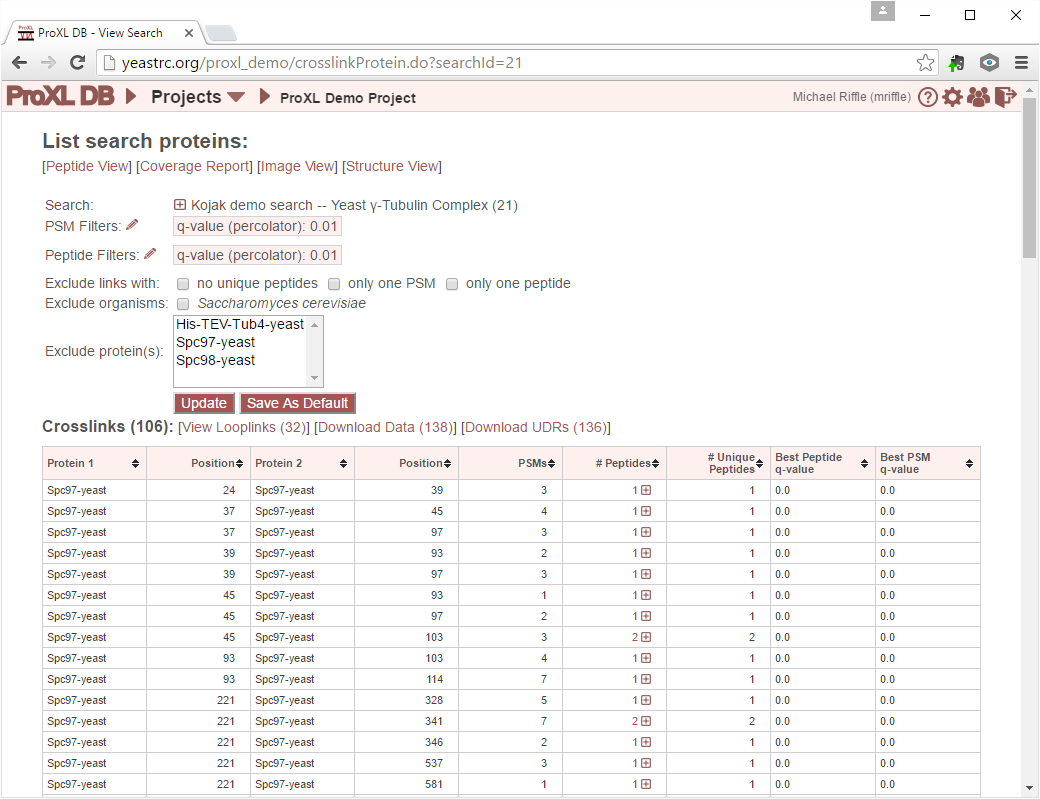 ProXL DB - View Search
yeastrc.org/proxl_demo/crosslinkProtein.do?searchId=21
ProXL DB Projects ProXL Demo Project Michael Riffle (mriffle)
List search proteins:
[Peptide View] [Coverage Report] [Image View] [Structure View]
Search: Kojak demo search -- Yeast γ-Tubulin Complex (21)
PSM Filters: q-value (percolator): 0.01
Peptide Filters: q-value (percolator): 0.01
Exclude links with: no unique peptides only one PSM only one peptide
Exclude organisms: Saccharomyces cerevisiae
His-TEV-Tub4-yeast
Spc97-yeast
Exclude protein(s):
Spc98-yeast
Update Save As Default
Crosslinks (106): [View Looplinks (32)] [Download Data (138)] [Download UDRs (136)]
Protein 1 Position Protein 2 Position PSMs # Peptides # Unique Peptides Best Peptide q-value Best PSM q-value
Spc97-yeast 24 Spc97-yeast 39 3 1 1 0.0 0.0
Spc97-yeast 37 Spc97-yeast 45 4 1 1 0.0 0.0
Spc97-yeast 37 Spc97-yeast 97 3 1 1 0.0 0.0
Spc97-yeast 39 Spc97-yeast 93 2 1 1 0.0 0.0
Spc97-yeast 39 Spc97-yeast 97 3 1 1 0.0 0.0
Spc97-yeast 45 Spc97-yeast 93 1 1 1 0.0 0.0
Spc97-yeast 45 Spc97-yeast 97 2 1 1 0.0 0.0
Spc97-yeast 45 Spc97-yeast 103 3 2 2 0.0 0.0
Spc97-yeast 93 Spc97-yeast 103 4 1 1 0.0 0.0
Spc97-yeast 93 Spc97-yeast 114 7 1 1 0.0 0.0
Spc97-yeast 221 Spc97-yeast 328 5 1 1 0.0 0.0
Spc97-yeast 221 Spc97-yeast 341 7 2 2 0.0 0.0
Spc97-yeast 221 Spc97-yeast 346 2 1 1 0.0 0.0
Spc97-yeast 221 Spc97-yeast 537 3 1 1 0.0 0.0
Spc97-yeast 221 Spc97-yeast 581 1 1 1 0.0 0.0